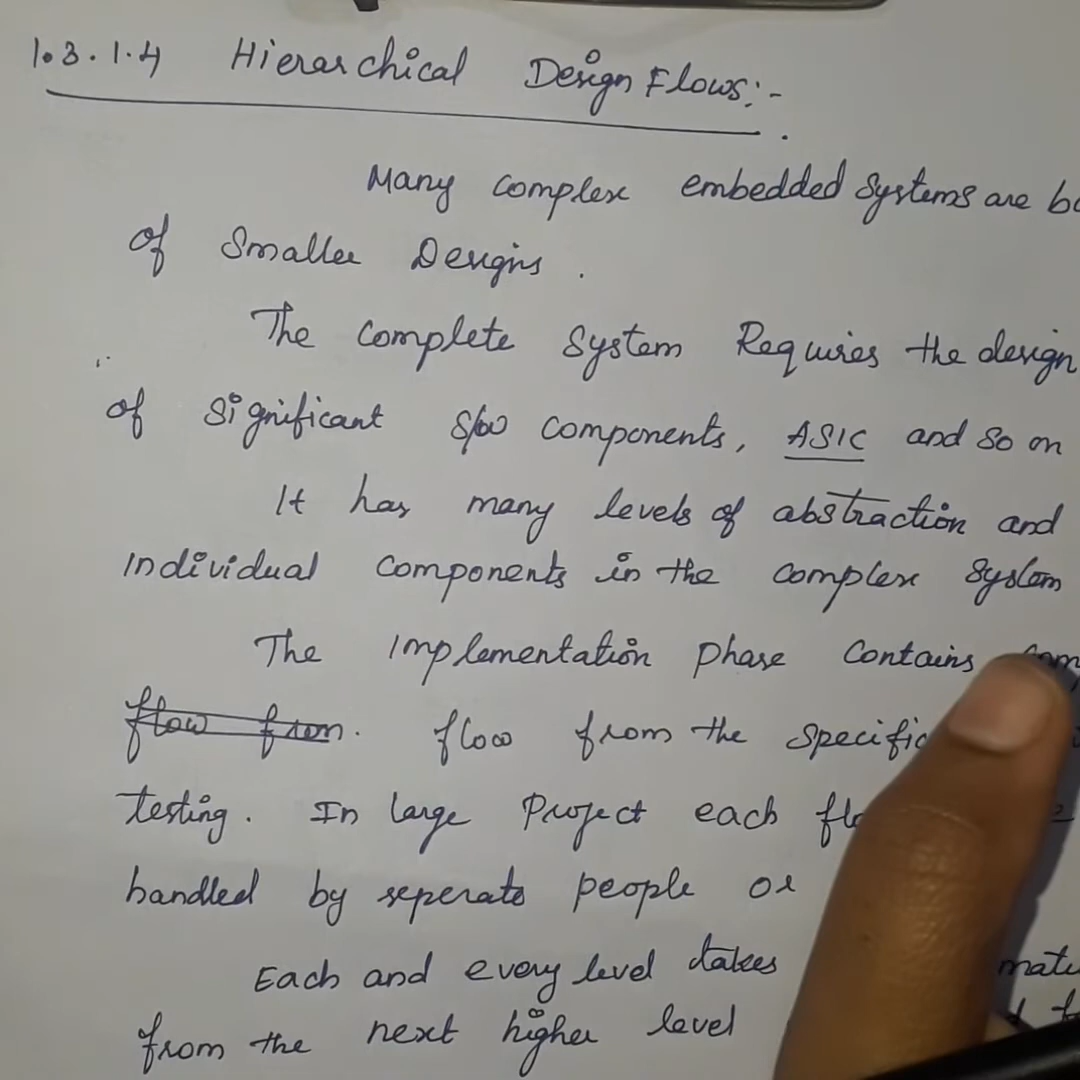 1.3.1.4 Hierarchical Design Flows:-
Many complex embedded systems are
of Smaller Designs.
The complete system Requires the design
of significant s/w components, ASIC and so on
It has many levels of abstraction and
individual components in the complex system
The implementation phase contains
flow from. flow from the
testing. In large Project each
handled by seperate people or
Each and every level takes
from the next higher level